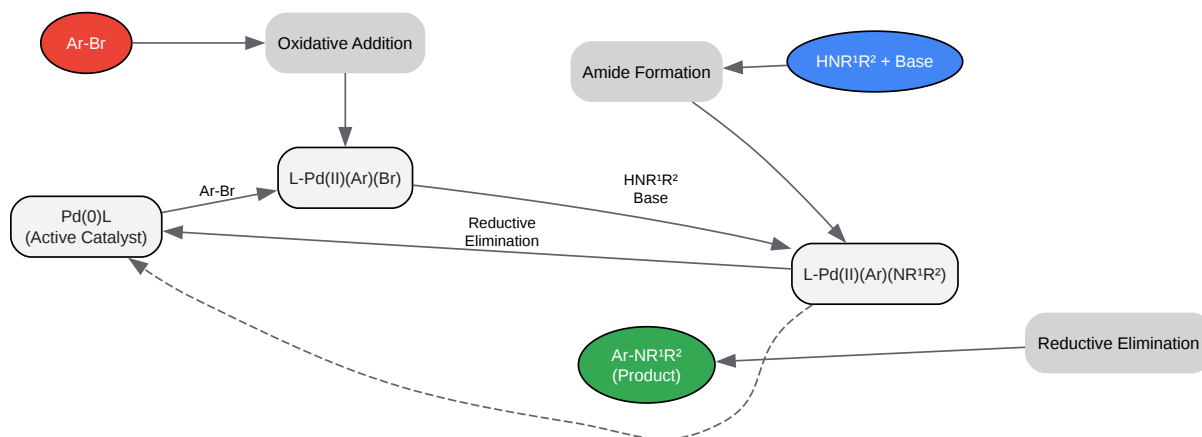 Ar-Br
Oxidative Addition
Amide Formation
HNR¹R² + Base
L-Pd(II)(Ar)(Br)
Ar-Br
HNR¹R²
Base
Pd(0)L
(Active Catalyst)
Reductive
Elimination
L-Pd(II)(Ar)(NR¹R²)
Ar-NR¹R²
(Product)
Reductive Elimination